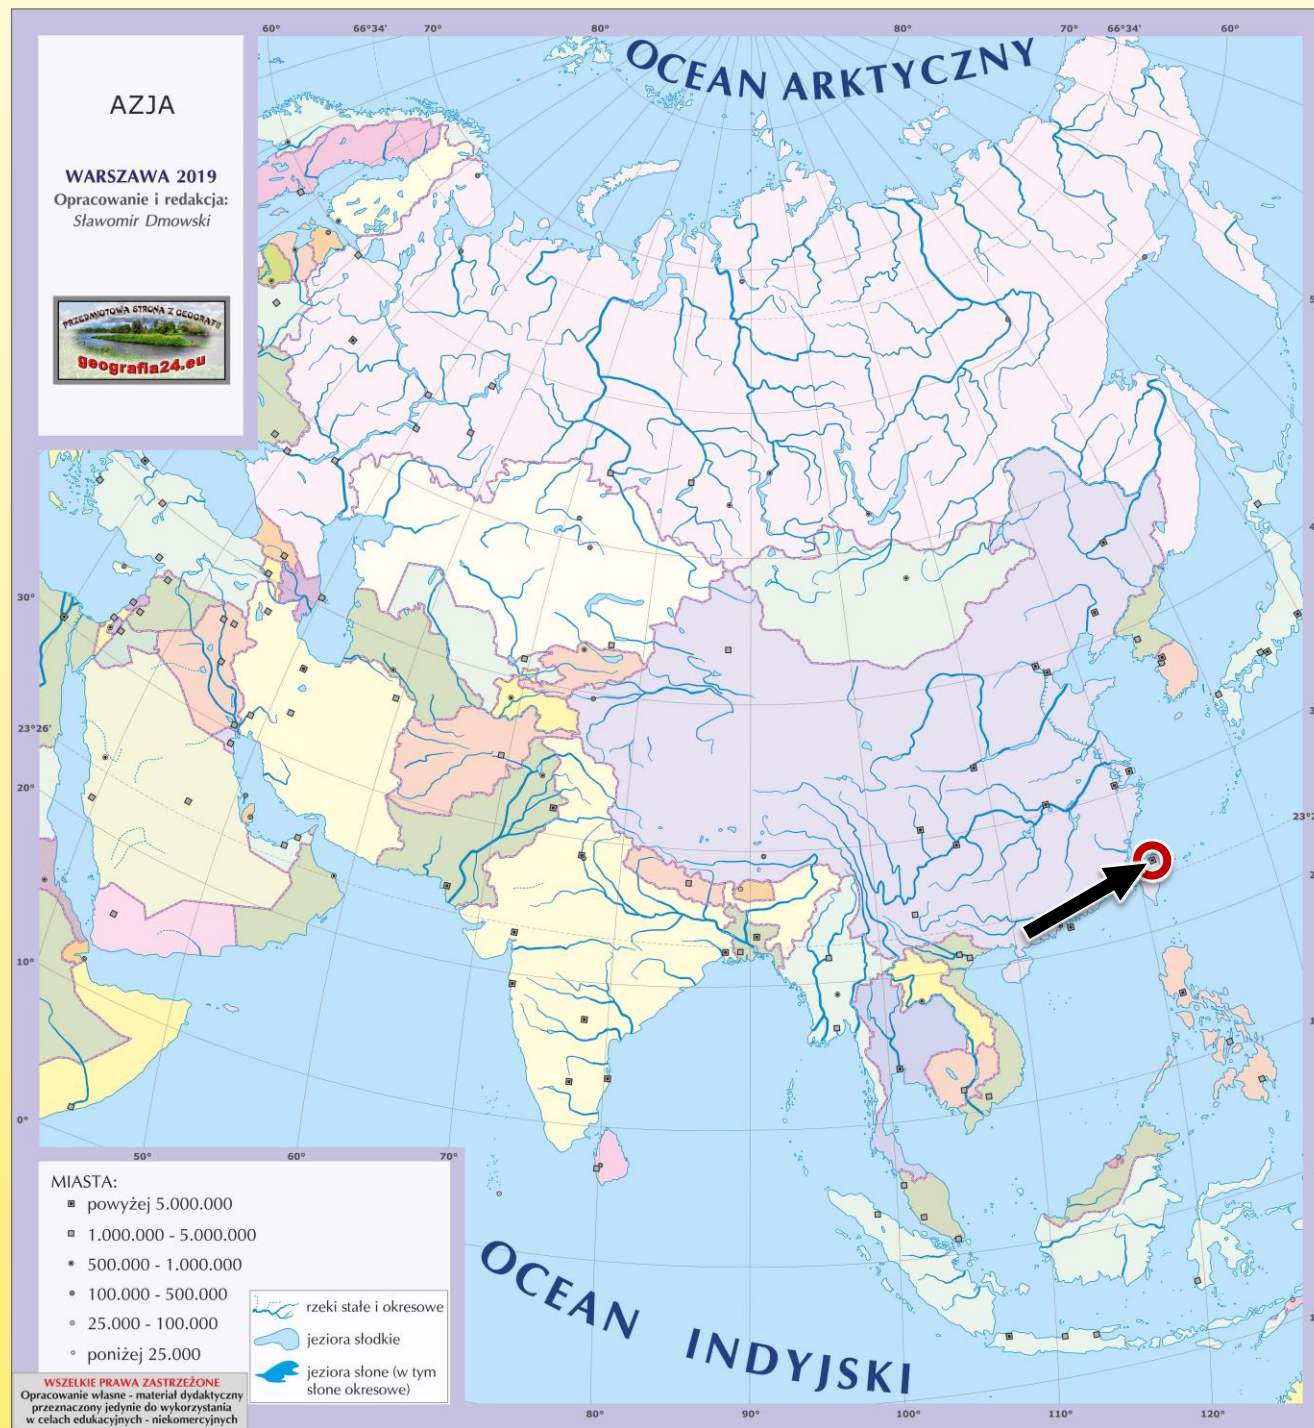 60°
66°34'
70°
80°
80°
70°
66°34'
60°
OCEAN ARKTYCZNY
AZJA
WARSZAWA 2019
Opracowanie i redakcja:
Sławomir Dmowski
PRZEDMIOTOWA STRONA Z GEOGRAFII
geografia24.eu
30°
23°26'
20°
10°
0°
50°
60°
70°
MIASTA:
powyżej 5.000.000
1.000.000 - 5.000.000
500.000 - 1.000.000
100.000 - 500.000
25.000 - 100.000
poniżej 25.000
rzeki stałe i okresowe
jeziora słodkie
jeziora słone (w tym
słone okresowe)
OCEAN INDYJSKI
WSZELKIE PRAWA ZASTRZEŻONE
Opracowanie własne - materiał dydaktyczny
przeznaczony jedynie do wykorzystania
w celach edukacyjnych - niekomercyjnych
80°
90°
100°
110°
120°